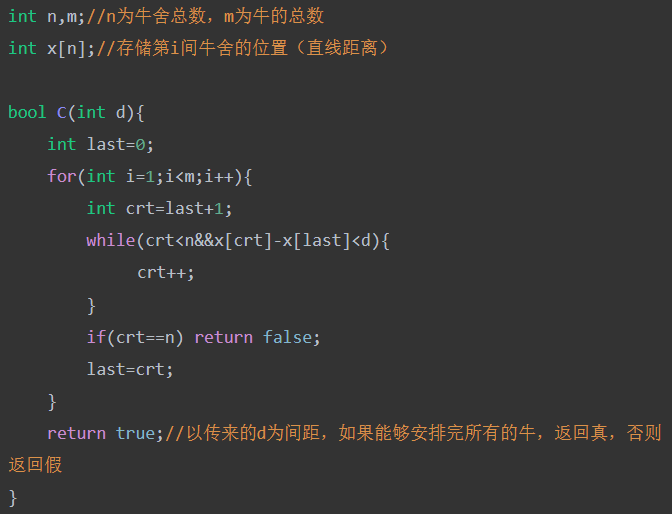 int n,m;//n为牛舍总数，m为牛的总数
int x[n];//存储第i间牛舍的位置（直线距离）
bool C(int d){
    int last=0;
    for(int i=1;i<m;i++){
        int crt=last+1;
        while(crt<n&&x[crt]-x[last]<d){
             crt++;
        }
        if(crt==n) return false;
        last=crt;
    }
    return true;//以传来的d为间距，如果能够安排完所有的牛，返回真，否则
返回假
}